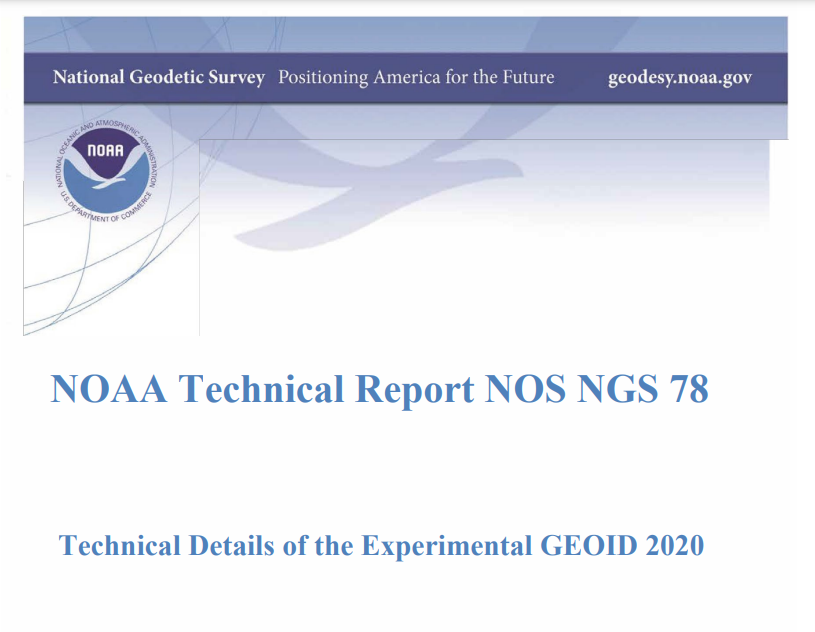 National Geodetic Survey Positioning America for the Future geodesy.noaa.gov
NATIONAL OCEANIC AND ATMOSPHERIC ADMINISTRATION
NOAA
U.S. DEPARTMENT OF COMMERCE
NOAA Technical Report NOS NGS 78
Technical Details of the Experimental GEOID 2020